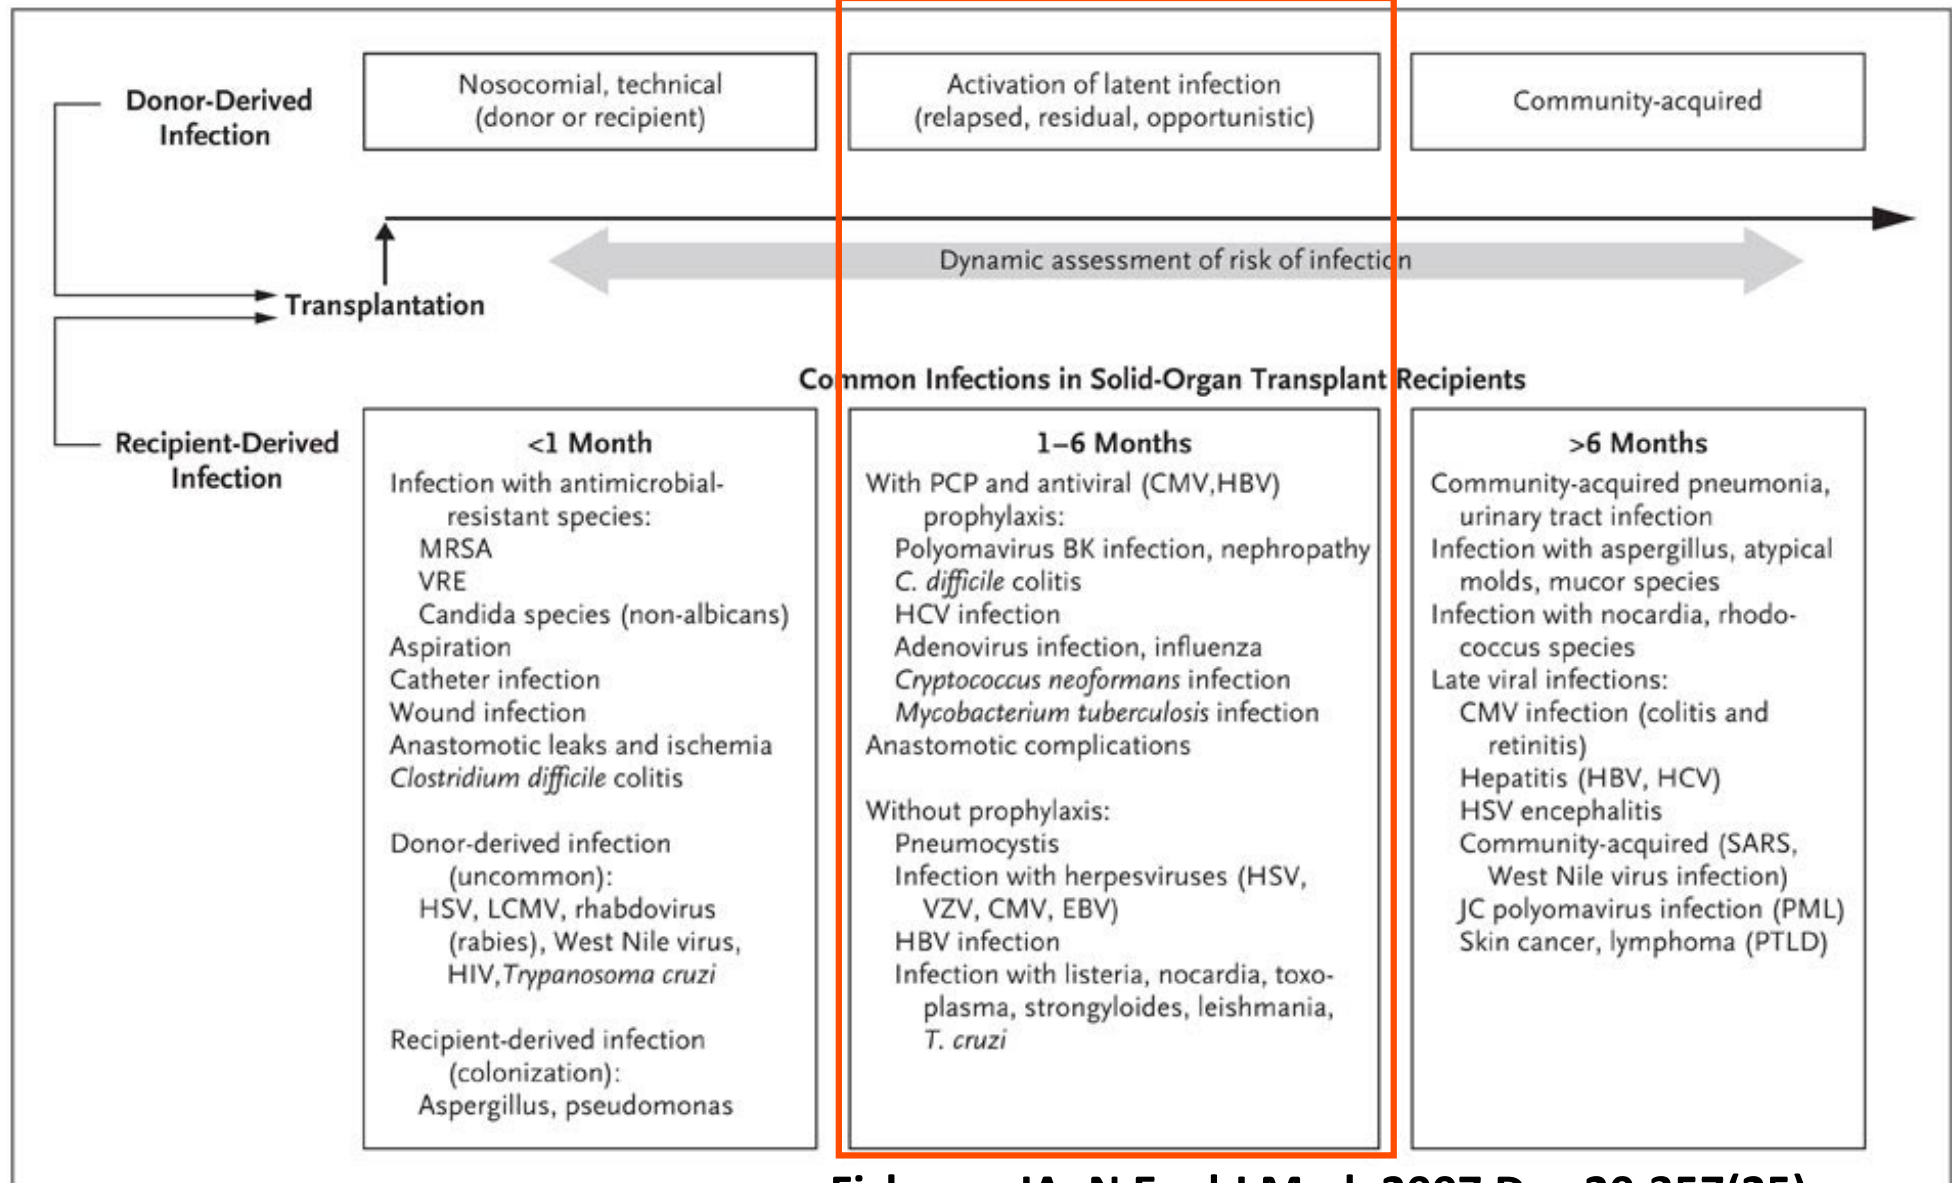 Donor-Derived
Infection
Nosocomial, technical
(donor or recipient)
Activation of latent infection
(relapsed, residual, opportunistic)
Community-acquired
Dynamic assessment of risk of infection
Transplantation
Common Infections in Solid-Organ Transplant Recipients
Recipient-Derived
Infection
<1 Month
Infection with antimicrobial-
resistant species:
MRSA
VRE
Candida species (non-albicans)
Aspiration
Catheter infection
Wound infection
Anastomotic leaks and ischemia
Clostridium difficile colitis
Donor-derived infection
(uncommon):
HSV, LCMV, rhabdovirus
(rabies), West Nile virus,
HIV, Trypanosoma cruzi
Recipient-derived infection
(colonization):
Aspergillus, pseudomonas
1–6 Months
With PCP and antiviral (CMV,HBV)
prophylaxis:
Polyomavirus BK infection, nephropathy
C. difficile colitis
HCV infection
Adenovirus infection, influenza
Cryptococcus neoformans infection
Mycobacterium tuberculosis infection
Anastomotic complications
Without prophylaxis:
Pneumocystis
Infection with herpesviruses (HSV,
VZV, CMV, EBV)
HBV infection
Infection with listeria, nocardia, toxo-
plasma, strongyloides, leishmania,
T. cruzi
>6 Months
Community-acquired pneumonia,
urinary tract infection
Infection with aspergillus, atypical
molds, mucor species
Infection with nocardia, rhodo-
coccus species
Late viral infections:
CMV infection (colitis and
retinitis)
Hepatitis (HBV, HCV)
HSV encephalitis
Community-acquired (SARS,
West Nile virus infection)
JC polyomavirus infection (PML)
Skin cancer, lymphoma (PTLD)